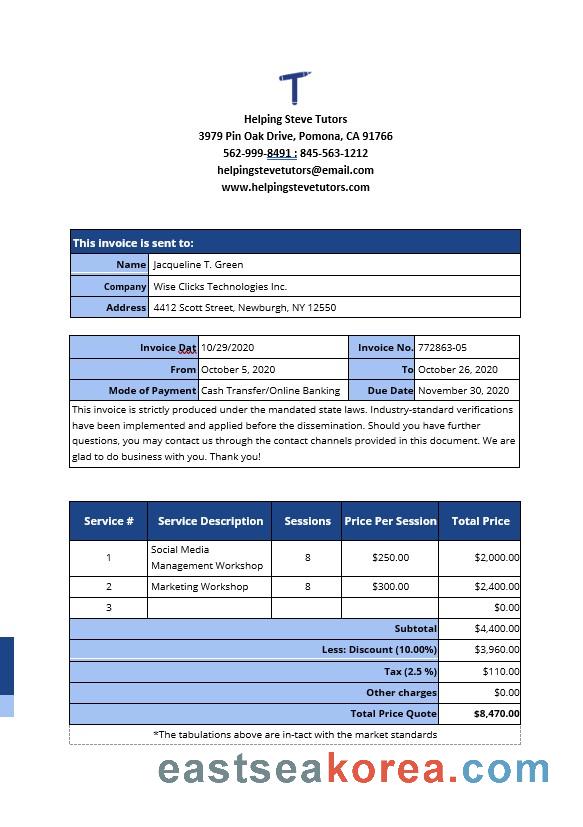 T
Helping Steve Tutors
3979 Pin Oak Drive, Pomona, CA 91766
562-999-8491 ; 845-563-1212
helpingstevetutors@email.com
www.helpingstevetutors.com
This invoice is sent to:
Name Jacqueline T. Green
Company Wise Clicks Technologies Inc.
Address 4412 Scott Street, Newburgh, NY 12550
Invoice Dat 10/29/2020 Invoice No. 772863-05
From October 5, 2020 To October 26, 2020
Mode of Payment Cash Transfer/Online Banking Due Date November 30, 2020
This invoice is strictly produced under the mandated state laws. Industry-standard verifications
have been implemented and applied before the dissemination. Should you have further
questions, you may contact us through the contact channels provided in this document. We are
glad to do business with you. Thank you!
Service # Service Description Sessions Price Per Session Total Price
1 Social Media
Management Workshop 8 $250.00 $2,000.00
2 Marketing Workshop 8 $300.00 $2,400.00
3 $0.00
Subtotal $4,400.00
Less: Discount (10.00%) $3,960.00
Tax (2.5 %) $110.00
Other charges $0.00
Total Price Quote $8,470.00
*The tabulations above are in-tact with the market standards
eastseakorea.com